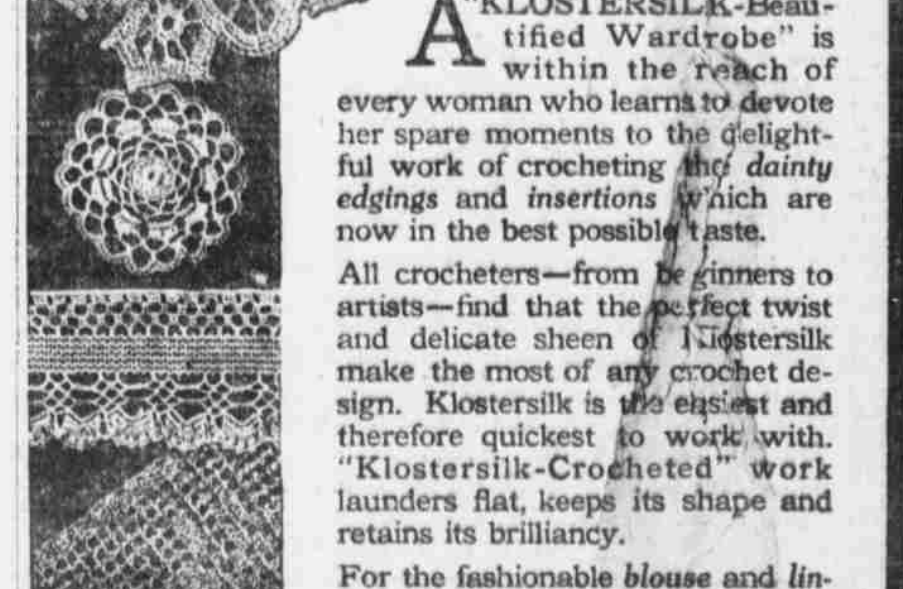 A "KLOSTERSILK-Beau-
tified Wardrobe" is
within the reach of
every woman who learns to devote
her spare moments to the delight-
ful work of crocheting the dainty
edgings and insertions which are
now in the best possible taste.
All crocheters—from beginners to
artists—find that the perfect twist
and delicate sheen of Klostersilk
make the most of any crochet de-
sign. Klostersilk is the easiest and
therefore quickest to work with.
"Klostersilk-Crocheted" work
launders flat, keeps its shape and
retains its brilliancy.
For the fashionable blouse and lin-